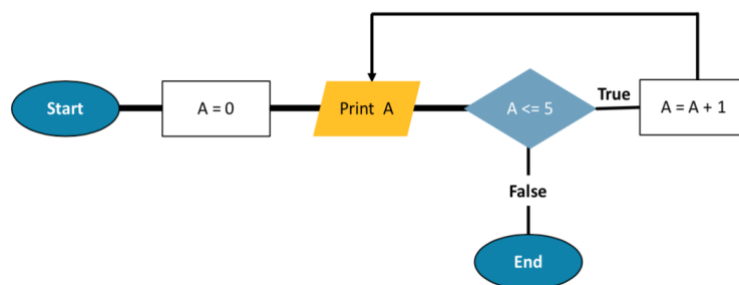 Start
A = 0
Print A
A <= 5
True
A = A + 1
False
End